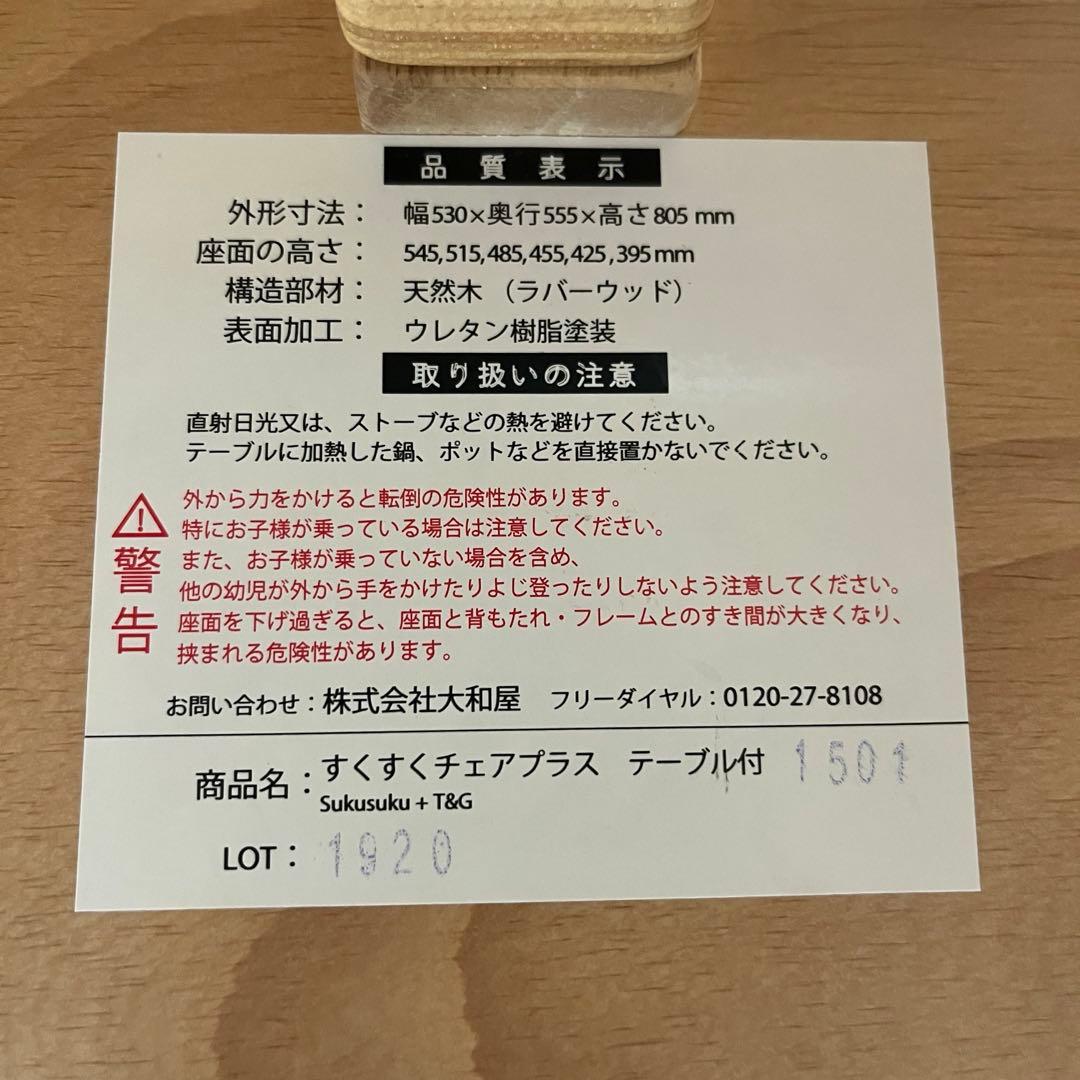 品質表示
外形寸法： 幅530×奥行555×高さ805 mm
座面の高さ： 545,515,485,455,425,395mm
構造部材： 天然木 （ラバーウッド）
表面加工： ウレタン樹脂塗装
取り扱いの注意
直射日光又は、ストーブなどの熱を避けてください。
テーブルに加熱した鍋、ポットなどを直接置かないでください。
警告
外から力をかけると転倒の危険性があります。
特にお子様が乗っている場合は注意してください。
また、お子様が乗っていない場合を含め、
他の幼児が外から手をかけたりよじ登ったりしないよう注意してください。
座面を下げ過ぎると、座面と背もたれ・フレームとのすき間が大きくなり、
挟まれる危険性があります。
お問い合わせ：株式会社大和屋 フリーダイヤル：0120-27-8108
商品名：すくすくチェアプラス テーブル付 1501
Sukusuku + T&G
LOT： 1920